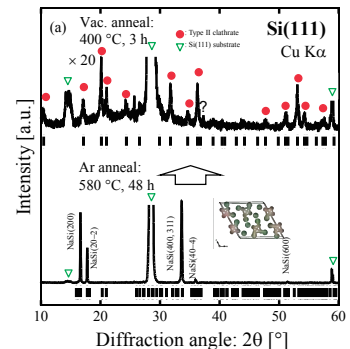 (a)
Vac. anneal:
400 °C, 3 h
× 20
: Type II clathrate
: Si(111) substrate
Si(111)
Cu Kα
?
Ar anneal:
580 °C, 48 h
NaSi(200)
NaSi(20−2)
NaSi(400, 311)
NaSi(40−4)
NaSi(600)
Intensity [a.u.]
10 20 30 40 50 60
Diffraction angle: 2θ [°]